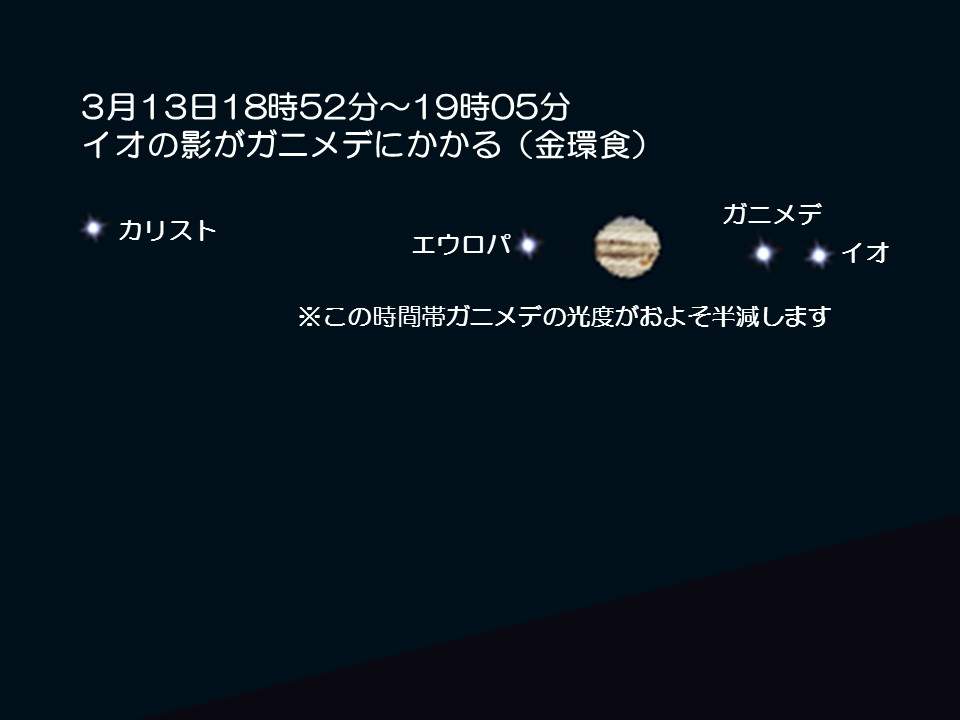 3月13日18時52分～19時05分
イオの影がガニメデにかかる（金環食）
ガニメデ
カリスト
エウロパ
イオ
※この時間帯ガニメデの光度がおよそ半減します